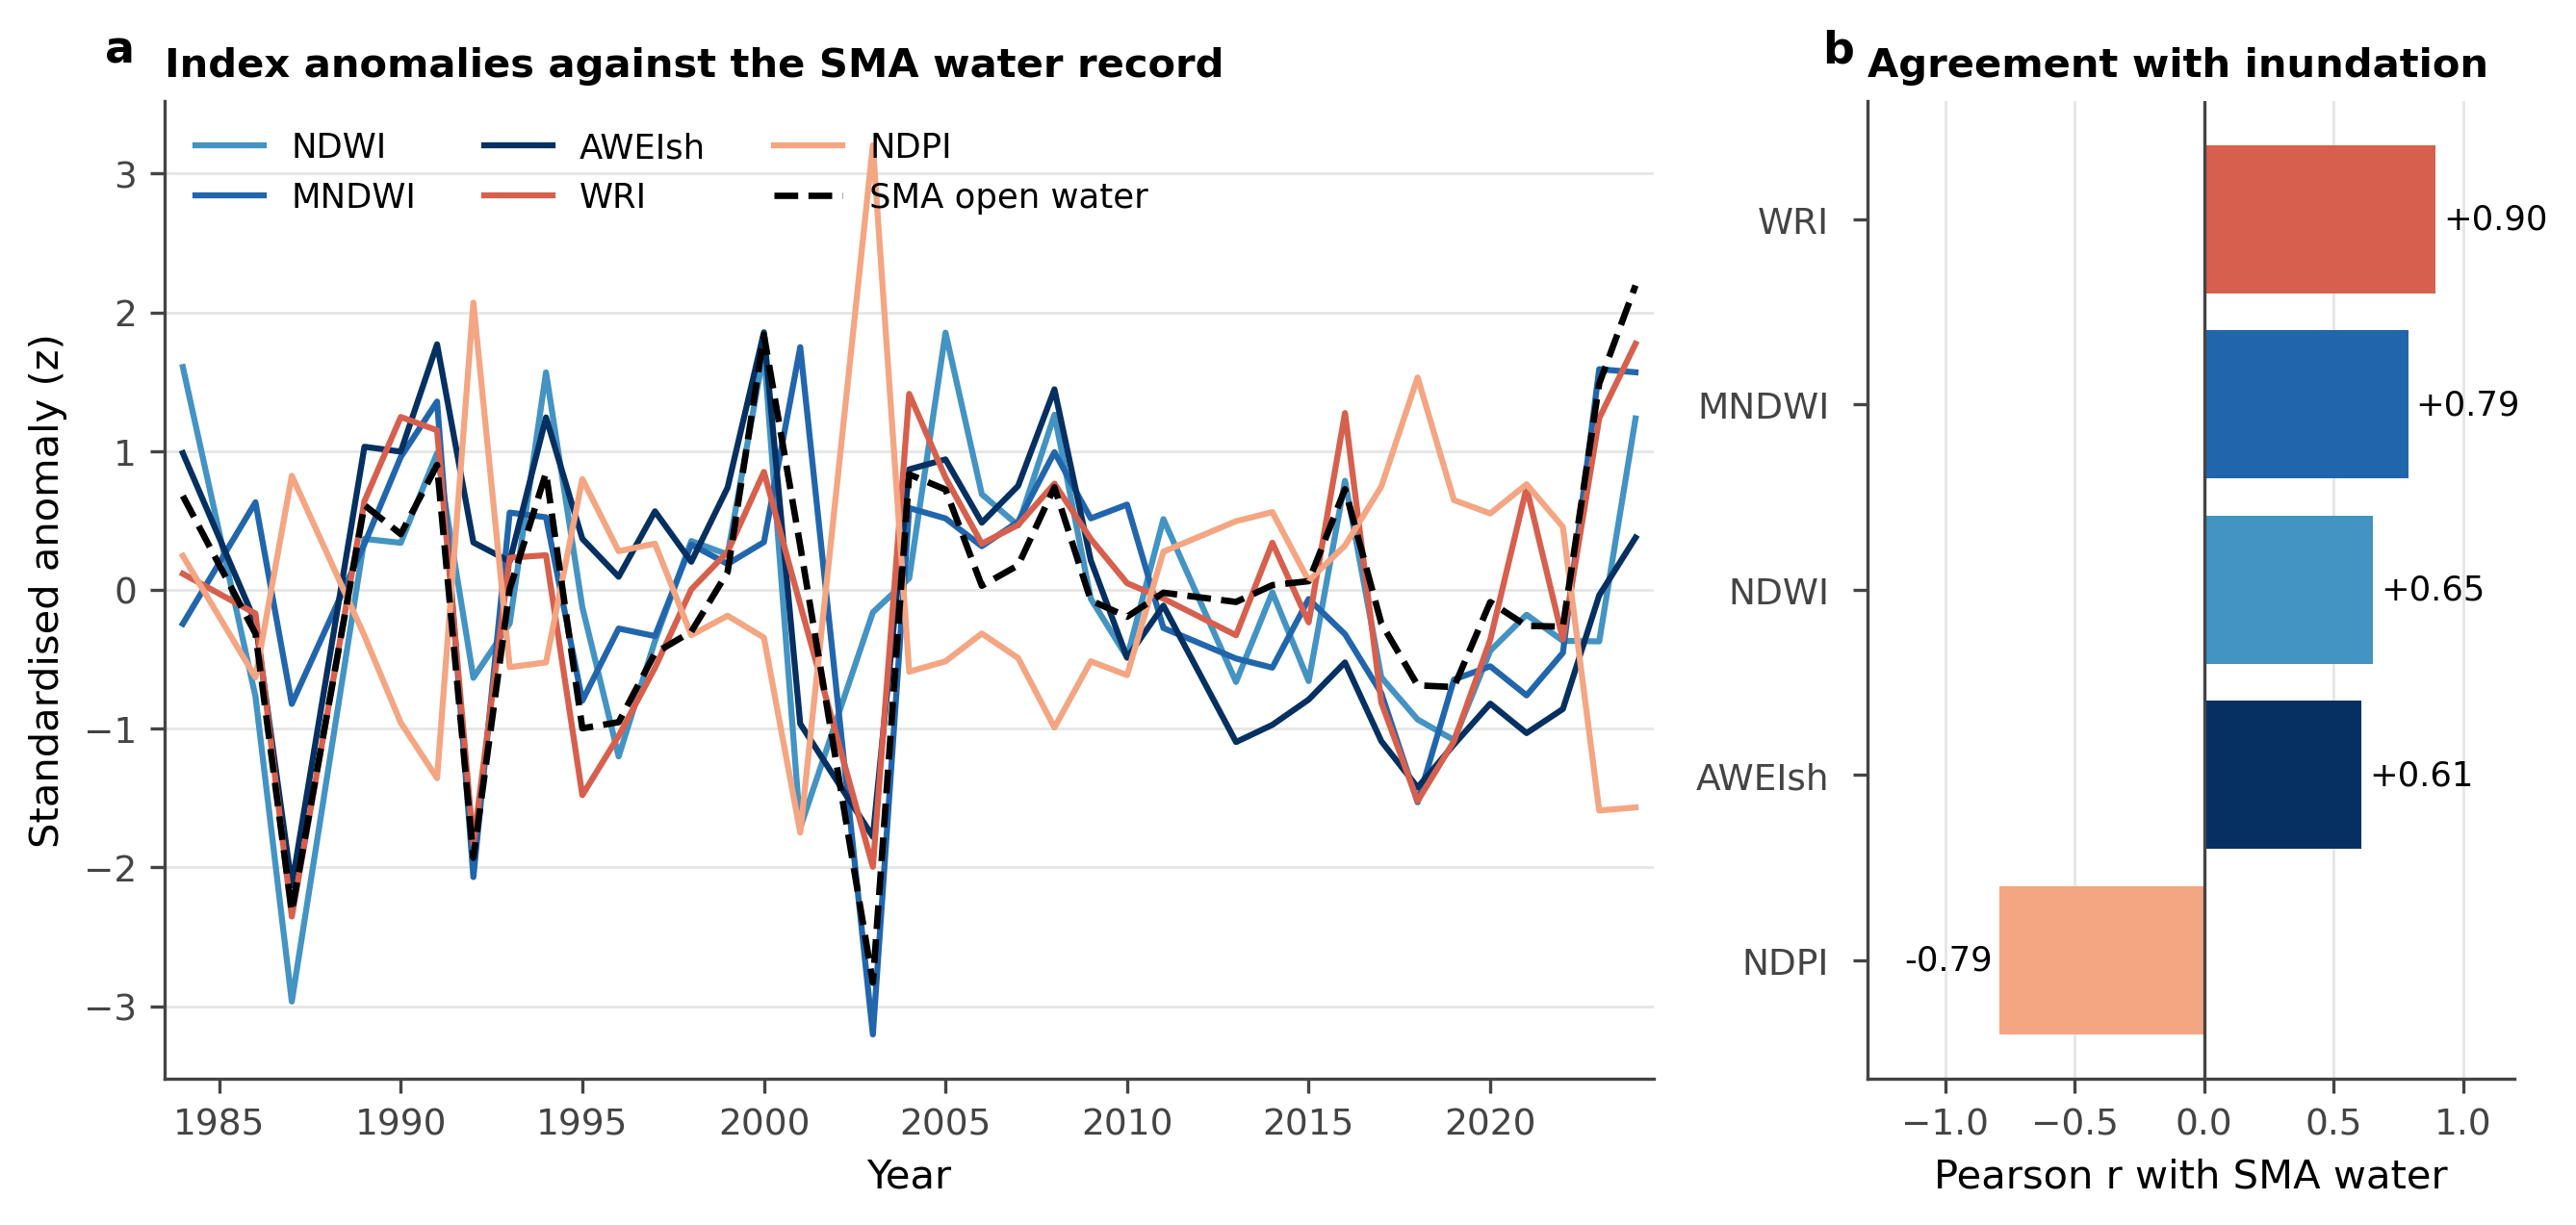 a Index anomalies against the SMA water record
NDWI AWEIsh NDPI
MNDWI WRI SMA open water
Standardised anomaly (z)
3
2
1
0
−1
−2
−3
1985 1990 1995 2000 2005 2010 2015 2020
Year
b Agreement with inundation
WRI +0.90
MNDWI +0.79
NDWI +0.65
AWEIsh +0.61
NDPI -0.79
−1.0 −0.5 0.0 0.5 1.0
Pearson r with SMA water